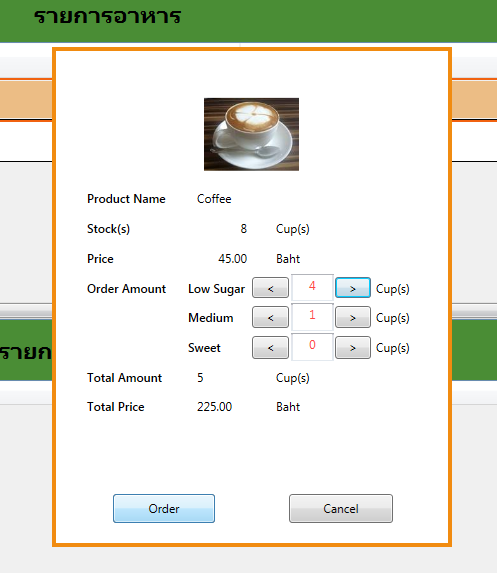 รายการอาหาร
Product Name Coffee
Stock(s) 8 Cup(s)
Price 45.00 Baht
Order Amount Low Sugar < 4 > Cup(s)
Medium < 1 > Cup(s)
Sweet < 0 > Cup(s)
รายก
Total Amount 5 Cup(s)
Total Price 225.00 Baht
Order Cancel